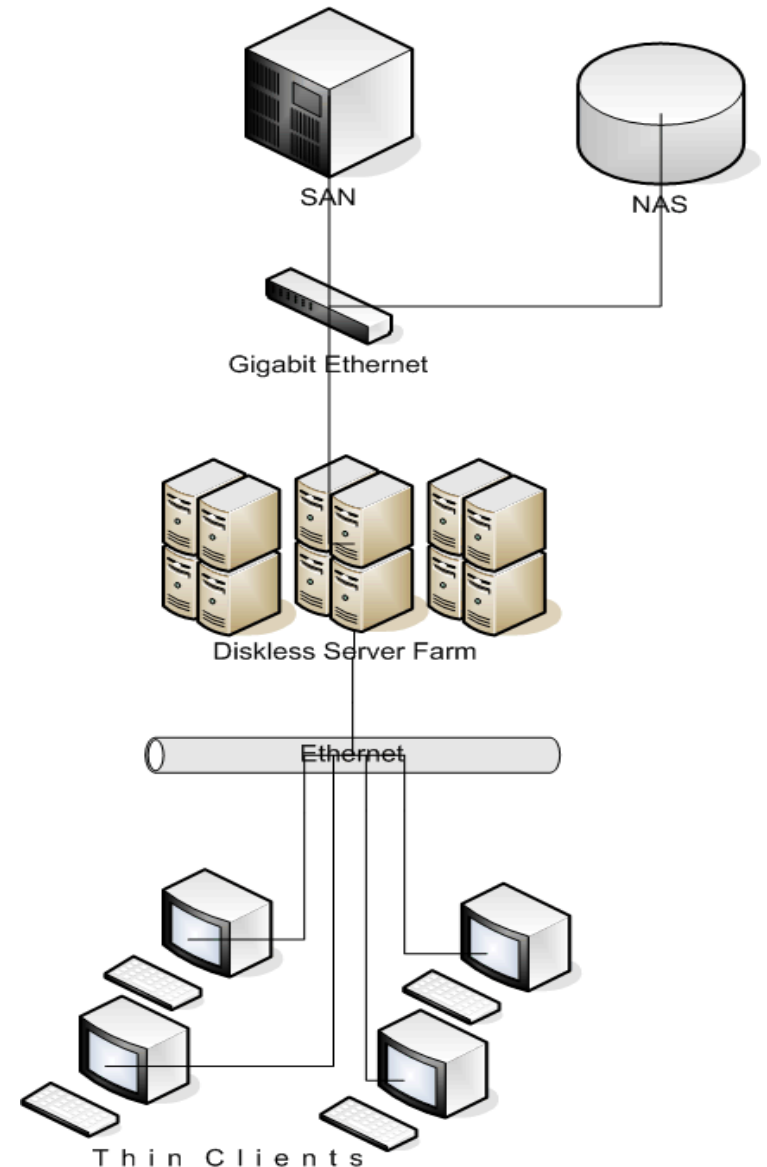 SAN
NAS
Gigabit Ethernet
Diskless Server Farm
Ethernet
Thin Clients